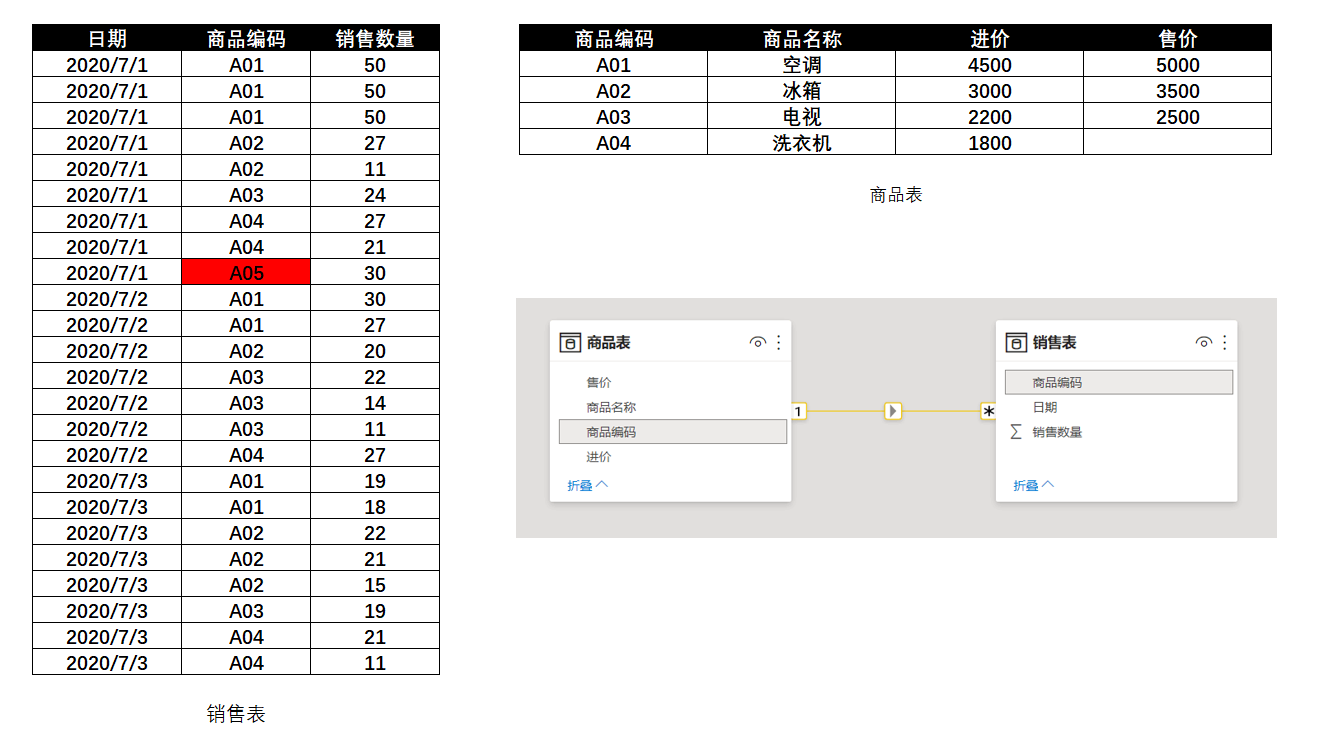 日期 商品编码 销售数量
2020/7/1 A01 50
2020/7/1 A01 50
2020/7/1 A01 50
2020/7/1 A02 27
2020/7/1 A02 11
2020/7/1 A03 24
2020/7/1 A04 27
2020/7/1 A04 21
2020/7/1 A05 30
2020/7/2 A01 30
2020/7/2 A01 27
2020/7/2 A02 20
2020/7/2 A03 22
2020/7/2 A03 14
2020/7/2 A03 11
2020/7/2 A04 27
2020/7/3 A01 19
2020/7/3 A01 18
2020/7/3 A02 22
2020/7/3 A02 21
2020/7/3 A02 15
2020/7/3 A03 19
2020/7/3 A04 21
2020/7/3 A04 11
销售表
商品编码 商品名称 进价 售价
A01 空调 4500 5000
A02 冰箱 3000 3500
A03 电视 2200 2500
A04 洗衣机 1800
商品表
商品表
售价
商品名称
商品编码
进价
折叠
1
*
销售表
商品编码
日期
∑ 销售数量
折叠